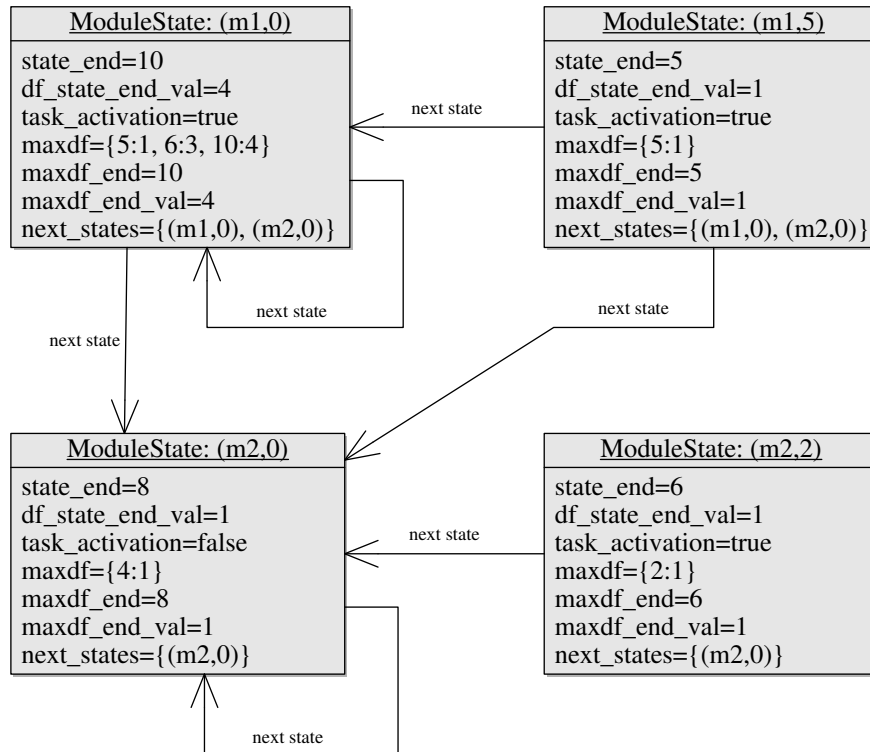 ModuleState: (m1,0)
state_end=10
df_state_end_val=4
task_activation=true
maxdf={5:1, 6:3, 10:4}
maxdf_end=10
maxdf_end_val=4
next_states={(m1,0), (m2,0)}
ModuleState: (m1,5)
state_end=5
df_state_end_val=1
task_activation=true
maxdf={5:1}
maxdf_end=5
maxdf_end_val=1
next_states={(m1,0), (m2,0)}
next state
next state
next state
next state
ModuleState: (m2,0)
state_end=8
df_state_end_val=1
task_activation=false
maxdf={4:1}
maxdf_end=8
maxdf_end_val=1
next_states={(m2,0)}
ModuleState: (m2,2)
state_end=6
df_state_end_val=1
task_activation=true
maxdf={2:1}
maxdf_end=6
maxdf_end_val=1
next_states={(m2,0)}
next state
next state